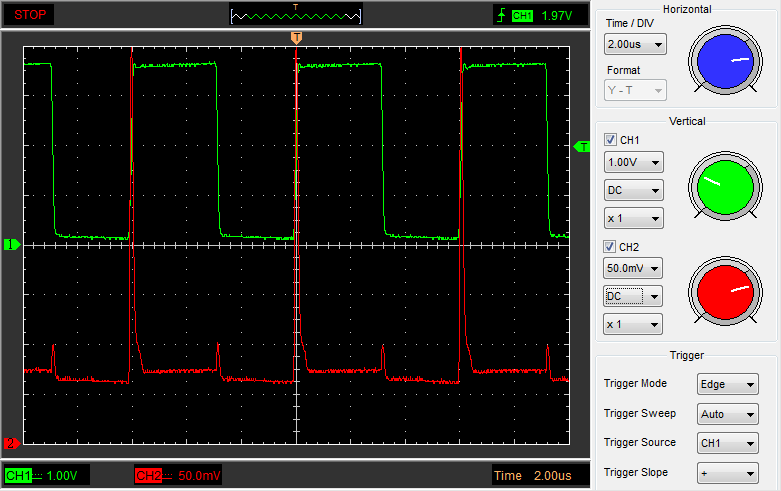 STOP
T
CH1 1.97V
T
T
1
2
CH1 1.00V
CH2 50.0mV
Time 2.00us
Horizontal
Time / DIV
2.00us
Format
Y - T
Vertical
CH1
1.00V
DC
x 1
CH2
50.0mV
DC
x 1
Trigger
Trigger Mode Edge
Trigger Sweep Auto
Trigger Source CH1
Trigger Slope +